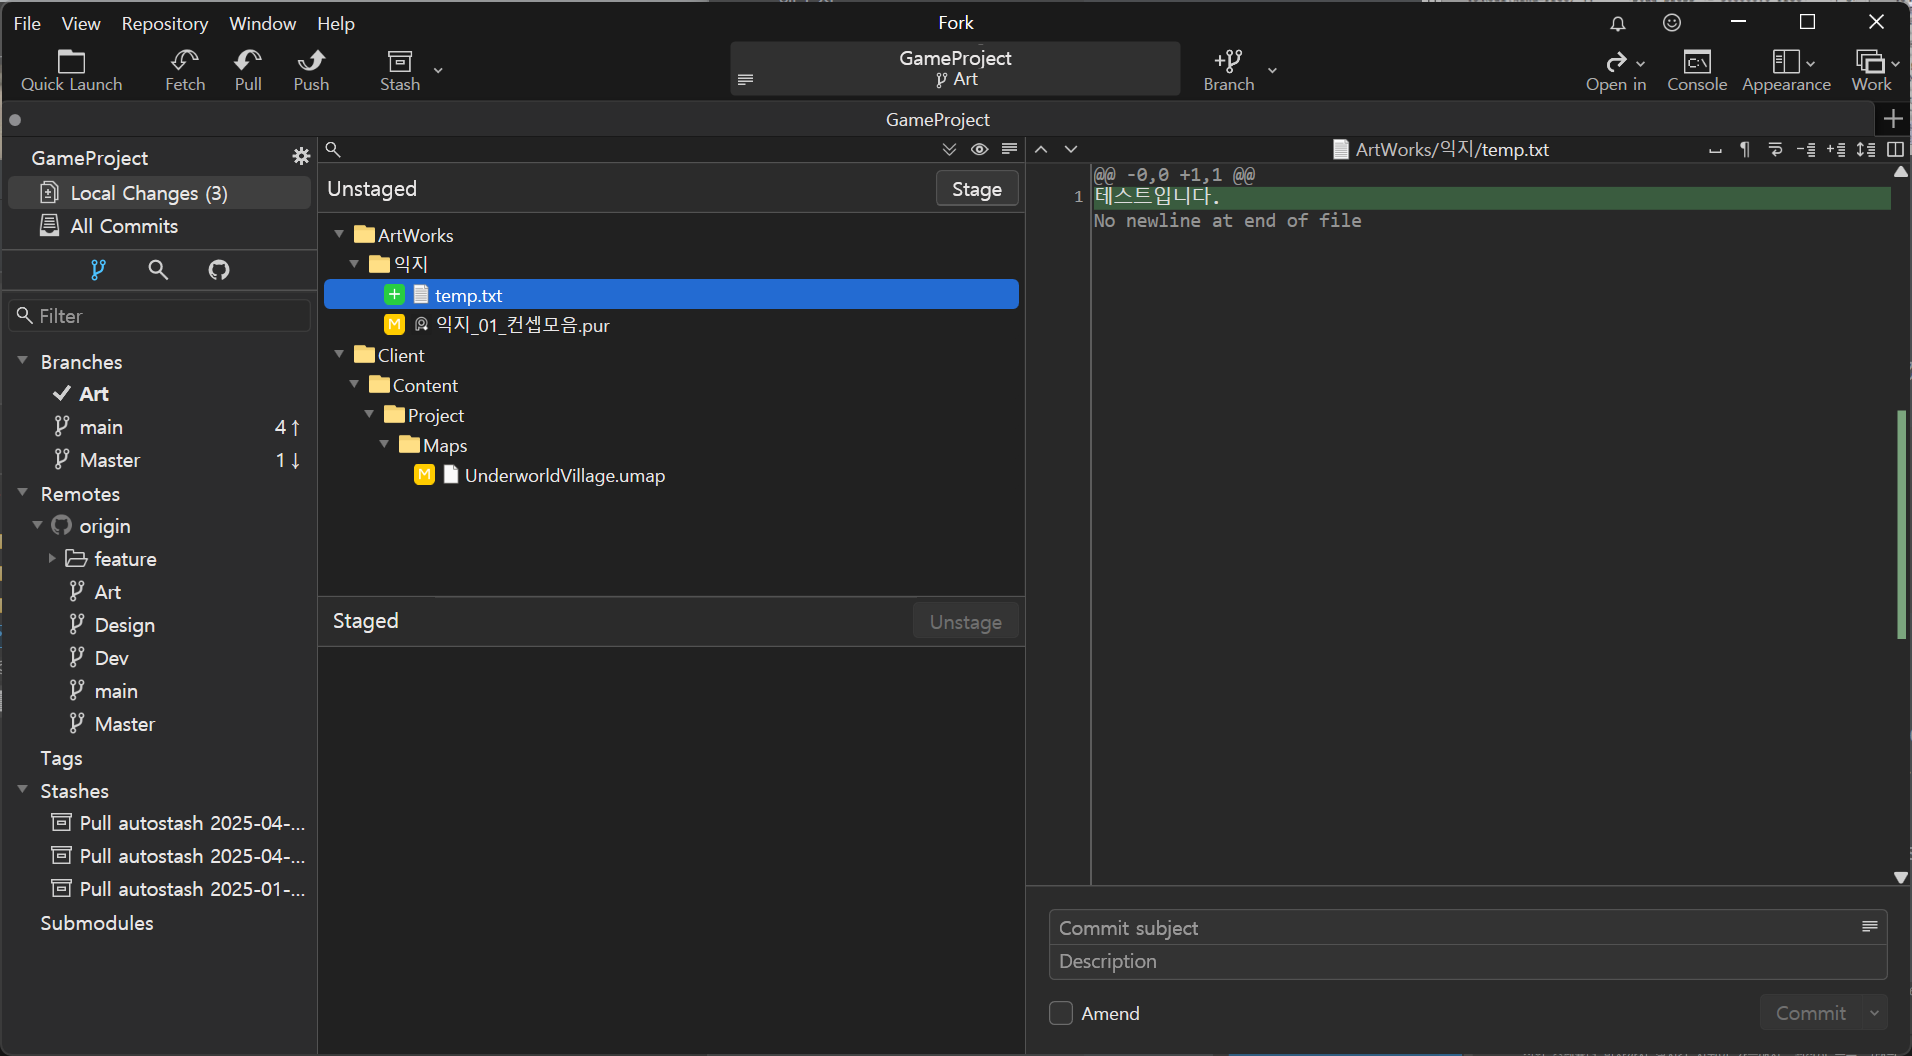 File View Repository Window Help
Fork
Quick Launch
Fetch
Pull
Push
Stash
GameProject
Art
Branch
Open in
Console
Appearance
Work
GameProject
GameProject
Local Changes (3)
All Commits
Filter
Branches
Art
main 4↑
Master 1↓
Remotes
origin
feature
Art
Design
Dev
main
Master
Tags
Stashes
Pull autostash 2025-04-...
Pull autostash 2025-04-...
Pull autostash 2025-01-...
Submodules
Unstaged
Stage
ArtWorks
익지
temp.txt
M 익지_01_컨셉모음.pur
Client
Content
Project
Maps
M UnderworldVillage.umap
Staged
Unstage
ArtWorks/익지/temp.txt
@@ -0,0 +1,1 @@
1 테스트입니다.
No newline at end of file
Commit subject
Description
Amend
Commit